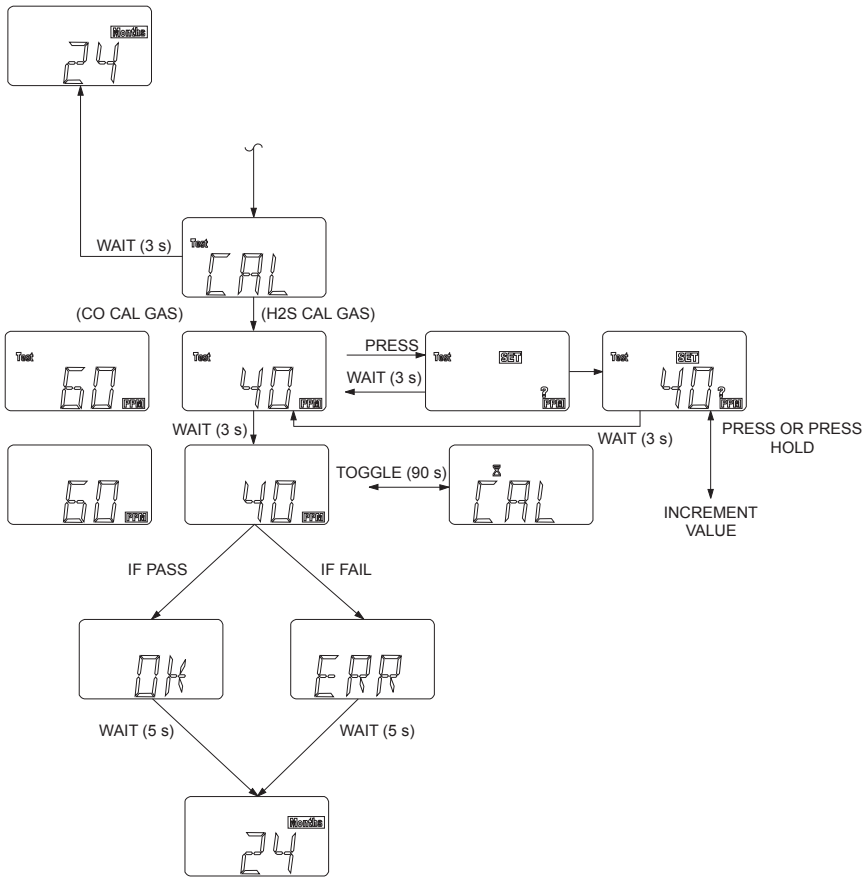 Months
24
WAIT (3 s)
Test
CAL
(CO CAL GAS)
(H2S CAL GAS)
Test
60
PPM
Test
40
PPM
PRESS
WAIT (3 s)
Test
SET
?
PPM
Test
SET
40
?
PPM
WAIT (3 s)
WAIT (3 s)
PRESS OR PRESS
HOLD
60
PPM
40
PPM
TOGGLE (90 s)
CAL
INCREMENT
VALUE
IF PASS
IF FAIL
OK
ERR
WAIT (5 s)
WAIT (5 s)
Months
24